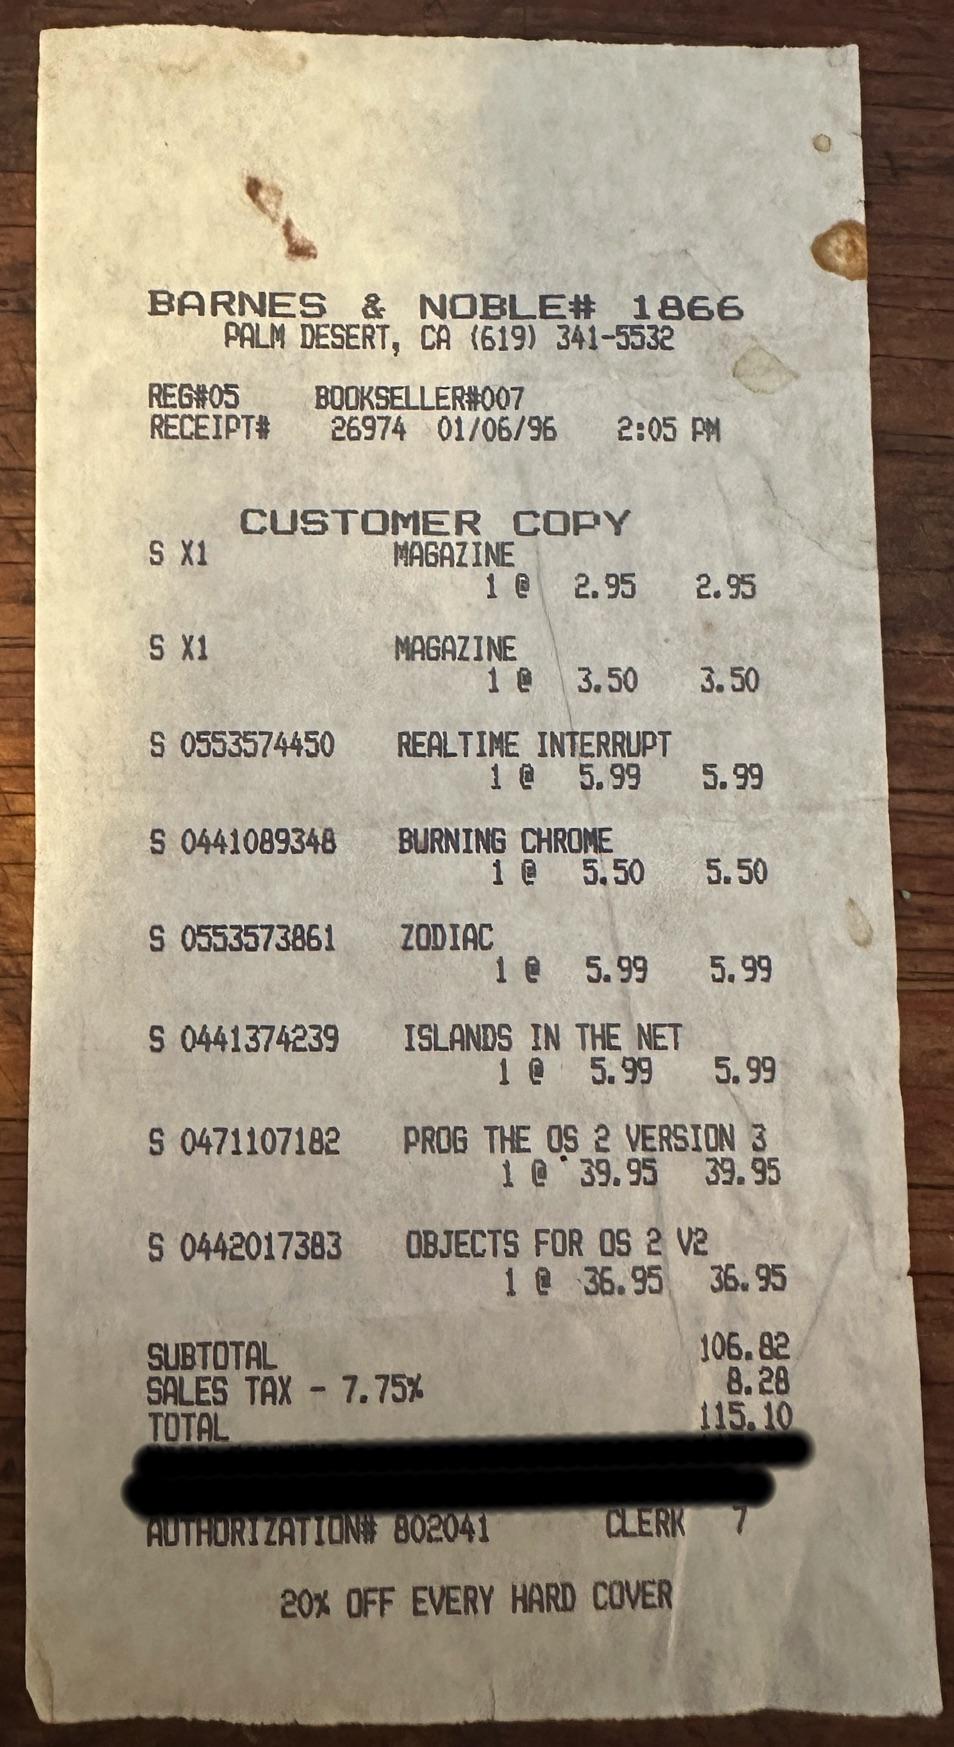 BARNES & NOBLE# 1866
PALM DESERT, CA (619) 341-5532
REG#05 BOOKSELLER#007
RECEIPT# 26974 01/06/96 2:05 PM
CUSTOMER COPY
S X1 MAGAZINE
1 @ 2.95 2.95
S X1 MAGAZINE
1 @ 3.50 3.50
S 0553574450 REALTIME INTERRUPT
1 @ 5.99 5.99
S 0441089348 BURNING CHROME
1 @ 5.50 5.50
S 0553573861 ZODIAC
1 @ 5.99 5.99
S 0441374239 ISLANDS IN THE NET
1 @ 5.99 5.99
S 0471107182 PROG THE OS 2 VERSION 3
1 @ 39.95 39.95
S 0442017383 OBJECTS FOR OS 2 V2
1 @ 36.95 36.95
SUBTOTAL 106.82
SALES TAX - 7.75% 8.28
TOTAL 115.10
AUTHORIZATION# 802041 CLERK 7
20% OFF EVERY HARD COVER